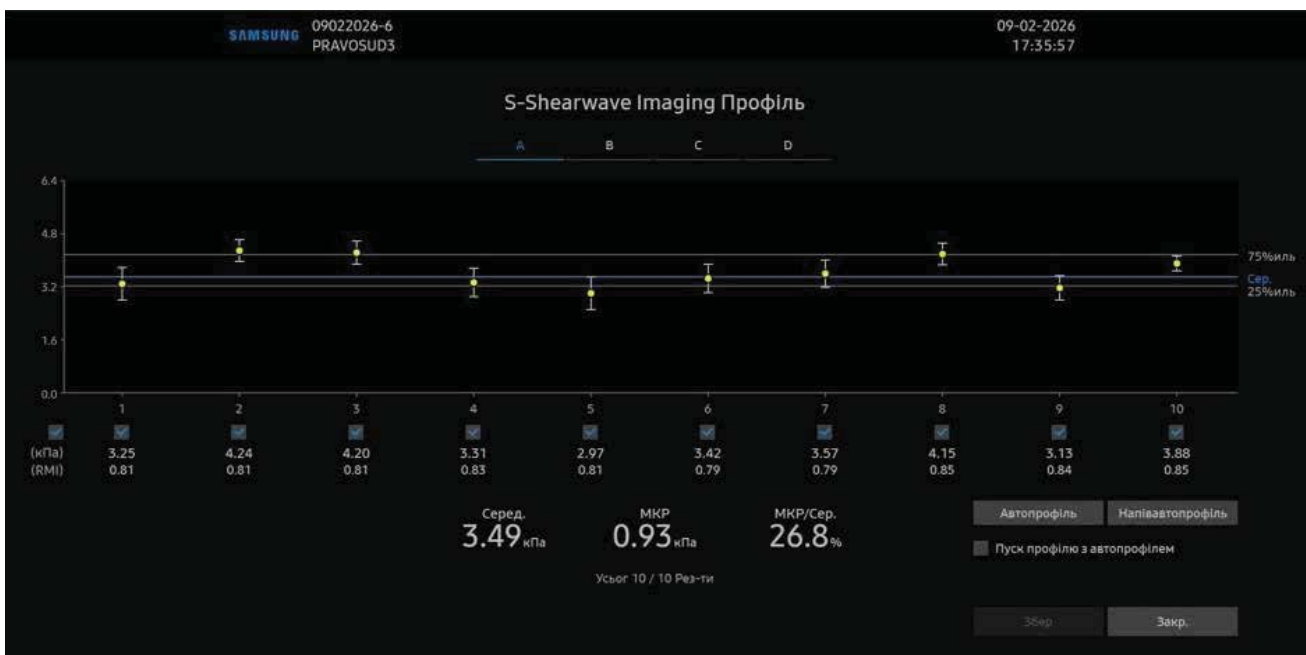 SAMSUNG 09022026-6 09-02-2026
PRAVOSUD3 17:35:57
S-Shearwave Imaging Профіль
A B C D
6.4
4.8
75%иль
Сер.
3.2 25%иль
1.6
0.0
1 2 3 4 5 6 7 8 9 10
(кПа) 3.25 4.24 4.20 3.31 2.97 3.42 3.57 4.15 3.13 3.88
(RMI) 0.81 0.81 0.81 0.83 0.81 0.79 0.79 0.85 0.84 0.85
Серед. МКР МКР/Сер. Автопрофіль Напівавтопрофіль
3.49 кПа 0.93 кПа 26.8 %
Пуск профілю з автопрофілем
Усьог 10 / 10 Рез-ти
Збер Закр.